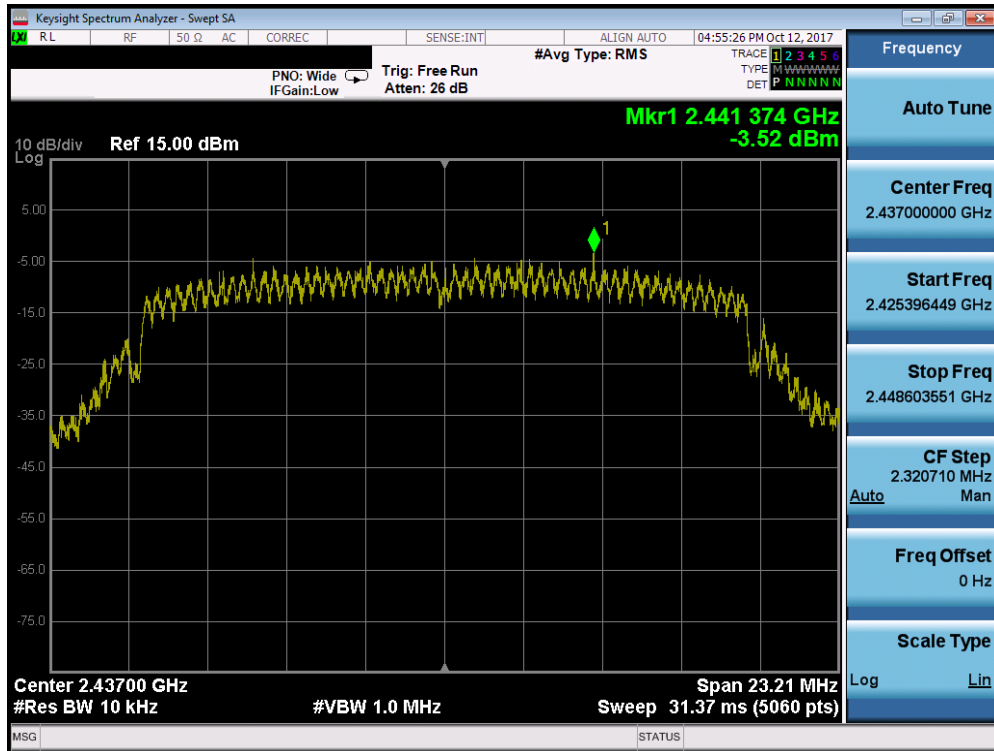 Keysight Spectrum Analyzer - Swept SA
LXI RL RF 50 Ω AC CORREC SENSE:INT ALIGN AUTO 04:55:26 PM Oct 12, 2017
#Avg Type: RMS
TRACE 1 2 3 4 5 6
TYPE M W W W W W
DET P N N N N N
PNO: Wide
IFGain:Low
Trig: Free Run
Atten: 26 dB
Mkr1 2.441 374 GHz
-3.52 dBm
10 dB/div Ref 15.00 dBm
Log
5.00
-5.00
-15.0
-25.0
-35.0
-45.0
-55.0
-65.0
-75.0
1
Center 2.43700 GHz
Span 23.21 MHz
#Res BW 10 kHz
#VBW 1.0 MHz
Sweep 31.37 ms (5060 pts)
MSG
STATUS
Frequency
Auto Tune
Center Freq
2.437000000 GHz
Start Freq
2.425396449 GHz
Stop Freq
2.448603551 GHz
CF Step
2.320710 MHz
Auto Man
Freq Offset
0 Hz
Scale Type
Log Lin